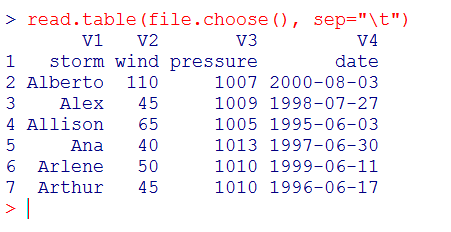 > read.table(file.choose(), sep="\t")
V1 V2 V3 V4
1 storm wind pressure date
2 Alberto 110 1007 2000-08-03
3 Alex 45 1009 1998-07-27
4 Allison 65 1005 1995-06-03
5 Ana 40 1013 1997-06-30
6 Arlene 50 1010 1999-06-11
7 Arthur 45 1010 1996-06-17
>